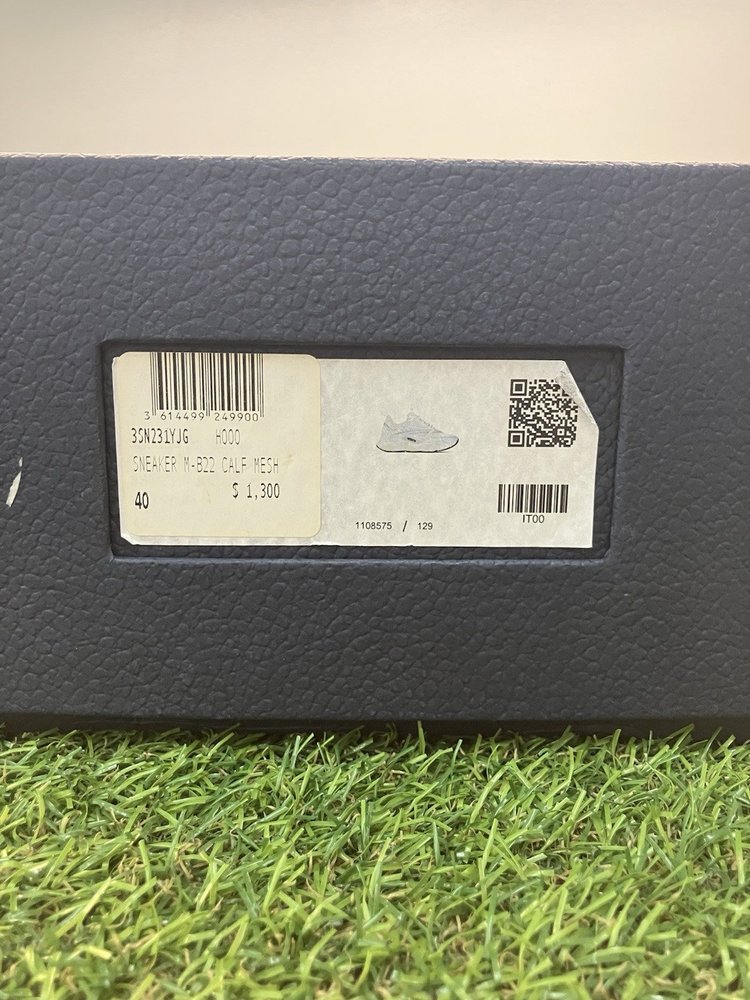 3 614499 249900
3SN231YJG H000
SNEAKER M-B22 CALF MESH
40 $ 1,300
1108575 / 129
IT00